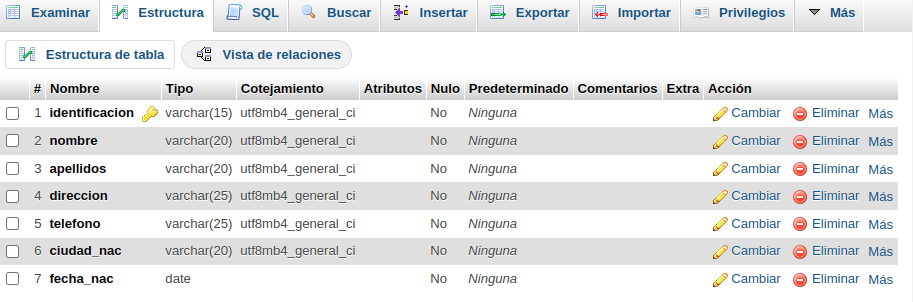 Examinar Estructura SQL Buscar Insertar Exportar Importar Privilegios Más
Estructura de tabla Vista de relaciones
# Nombre Tipo Cotejamiento Atributos Nulo Predeterminado Comentarios Extra Acción
1 identificacion varchar(15) utf8mb4_general_ci No Ninguna Cambiar Eliminar Más
2 nombre varchar(20) utf8mb4_general_ci No Ninguna Cambiar Eliminar Más
3 apellidos varchar(20) utf8mb4_general_ci No Ninguna Cambiar Eliminar Más
4 direccion varchar(25) utf8mb4_general_ci No Ninguna Cambiar Eliminar Más
5 telefono varchar(25) utf8mb4_general_ci No Ninguna Cambiar Eliminar Más
6 ciudad_nac varchar(20) utf8mb4_general_ci No Ninguna Cambiar Eliminar Más
7 fecha_nac date No Ninguna Cambiar Eliminar Más